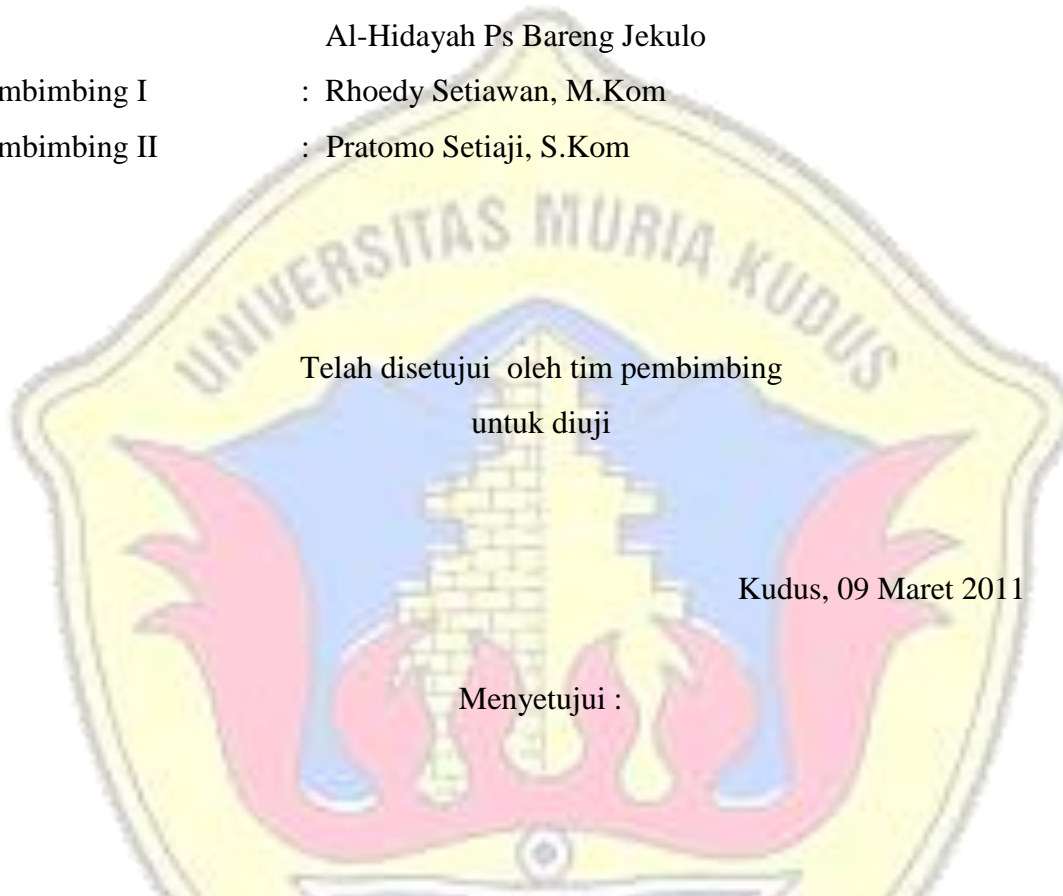 Al-Hidayah Ps Bareng Jekulo
mbimbing I : Rhoedy Setiawan, M.Kom
mbimbing II : Pratomo Setiaji, S.Kom
UNIVERSITAS MURIA KUDUS
Telah disetujui oleh tim pembimbing
untuk diuji
Kudus, 09 Maret 2011
Menyetujui :